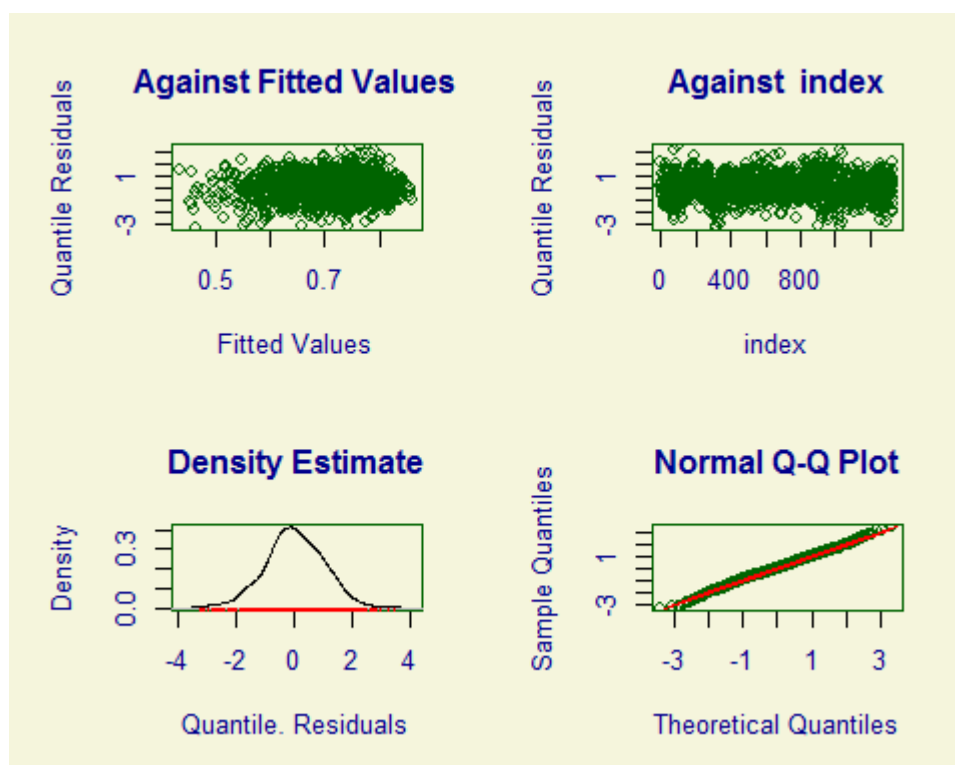 Against Fitted Values
Quantile Residuals
1
-3
0.5 0.7
Fitted Values
Against index
Quantile Residuals
1
-3
0 400 800
index
Density Estimate
Density
0.3
0.0
-4 -2 0 2 4
Quantile. Residuals
Normal Q-Q Plot
Sample Quantiles
1
-3
-3 -1 1 3
Theoretical Quantiles